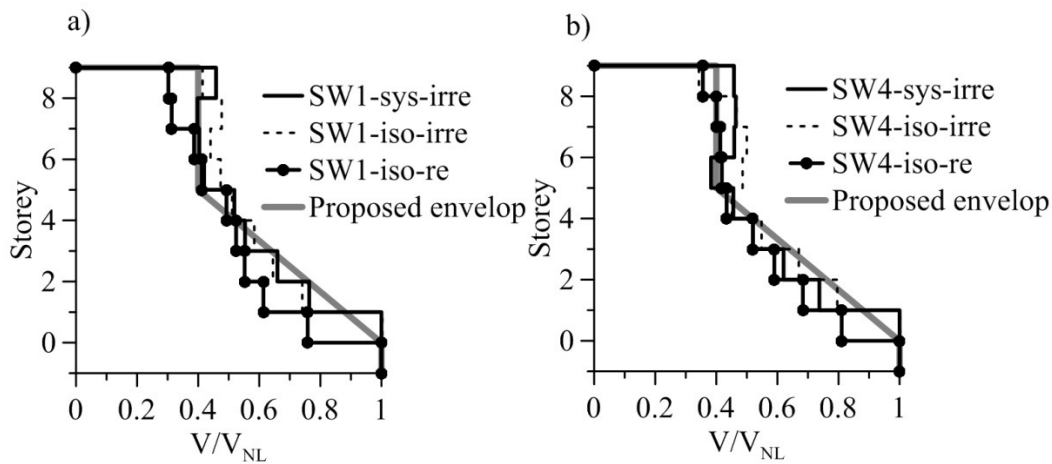 a)
Storey
8
6
4
2
0
SW1-sys-irre
SW1-iso-irre
SW1-iso-re
Proposed envelop
0 0.2 0.4 0.6 0.8 1
V/VNL
b)
Storey
8
6
4
2
0
SW4-sys-irre
SW4-iso-irre
SW4-iso-re
Proposed envelop
0 0.2 0.4 0.6 0.8 1
V/VNL